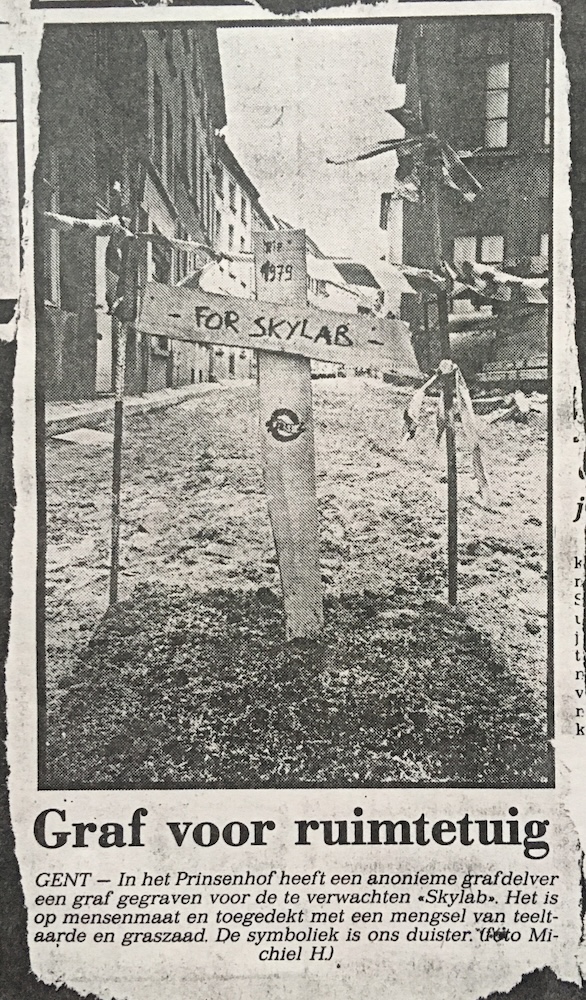 1979
- FOR SKYLAB -
Graf voor ruimtetuig
GENT — In het Prinsenhof heeft een anonieme grafdelver
een graf gegraven voor de te verwachten «Skylab». Het is
op mensenmaat en toegedekt met een mengsel van teelt-
aarde en graszaad. De symboliek is ons duister. (foto Mi-
chiel H.)